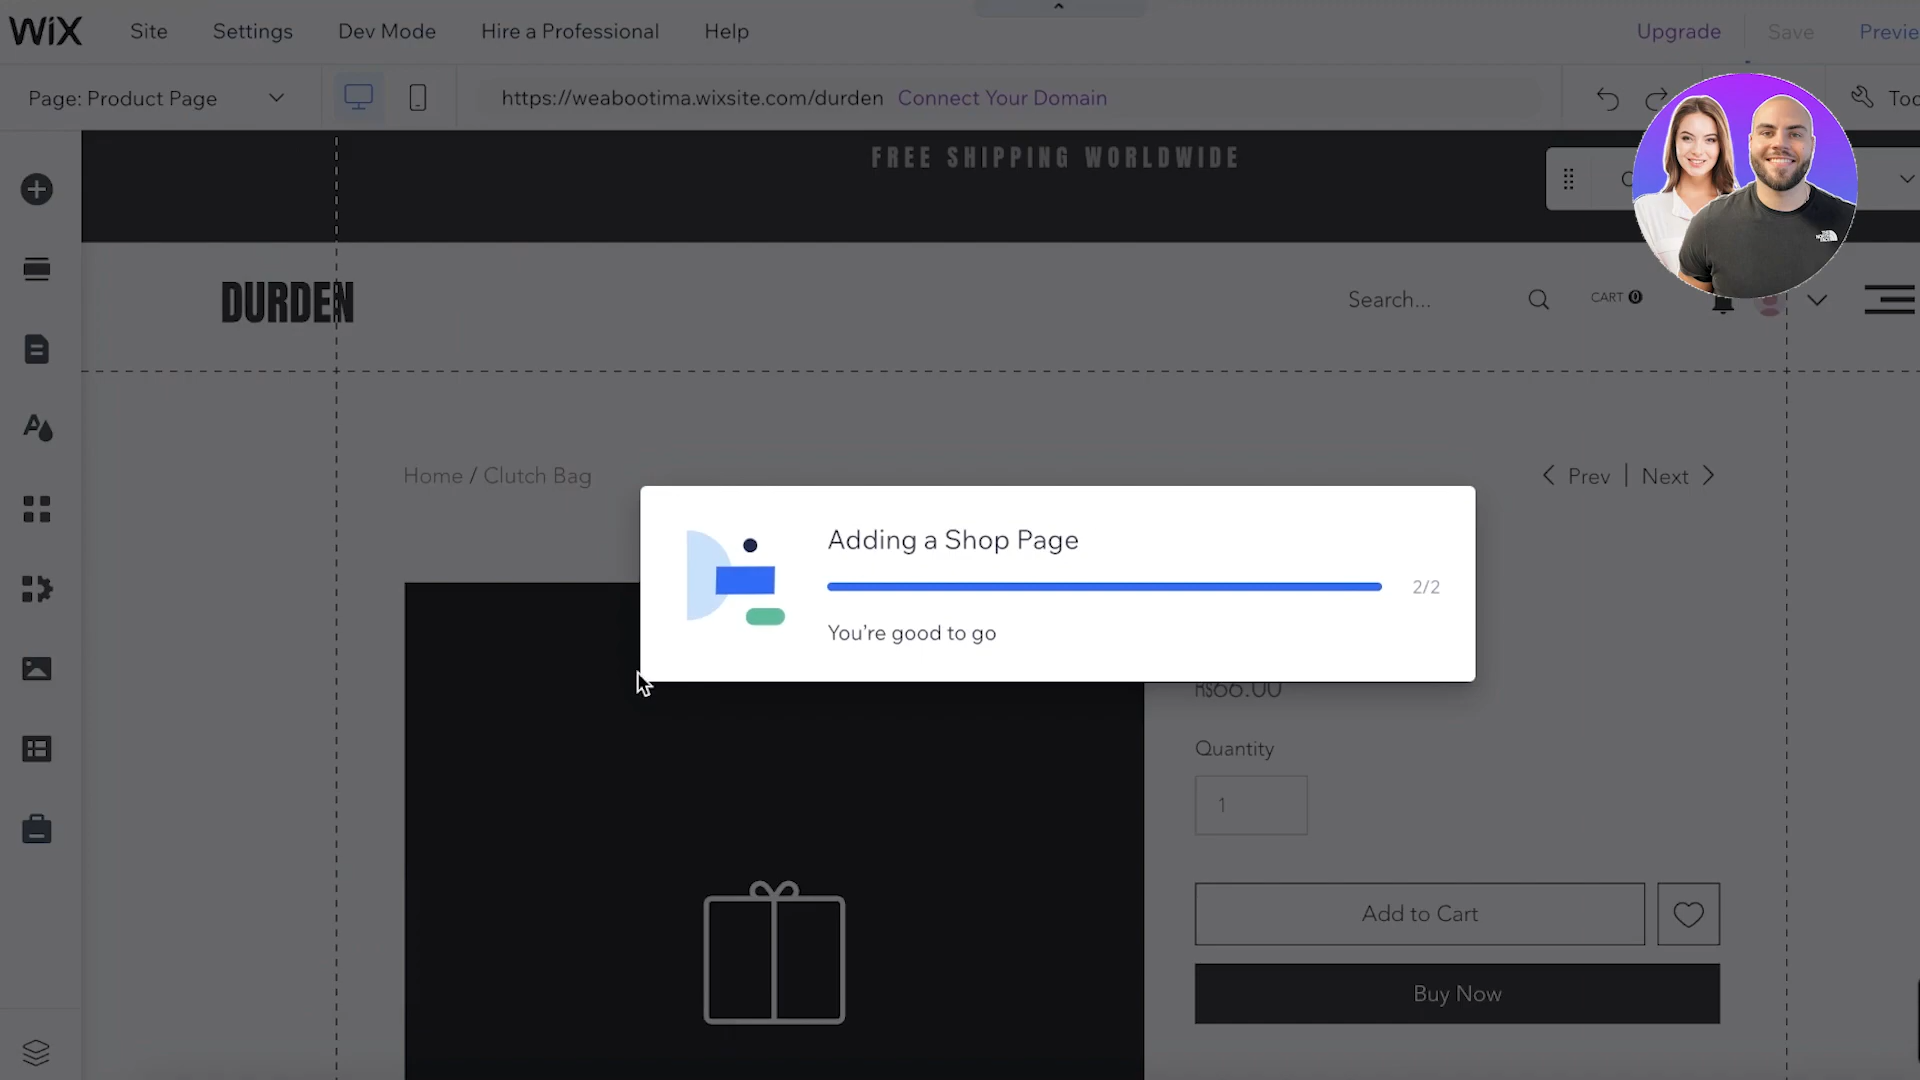 WiX Site Settings Dev Mode Hire a Professional Help Upgrade Save
Page: Product Page https://weabootima.wixsite.com/durden Connect Your Domain
FREE SHIPPING WORLDWIDE
DURDEN Search... CART 0
Home / Clutch Bag Prev | Next
Adding a Shop Page
2/2
You're good to go
Rs66.00
Quantity
1
Add to Cart
Buy Now